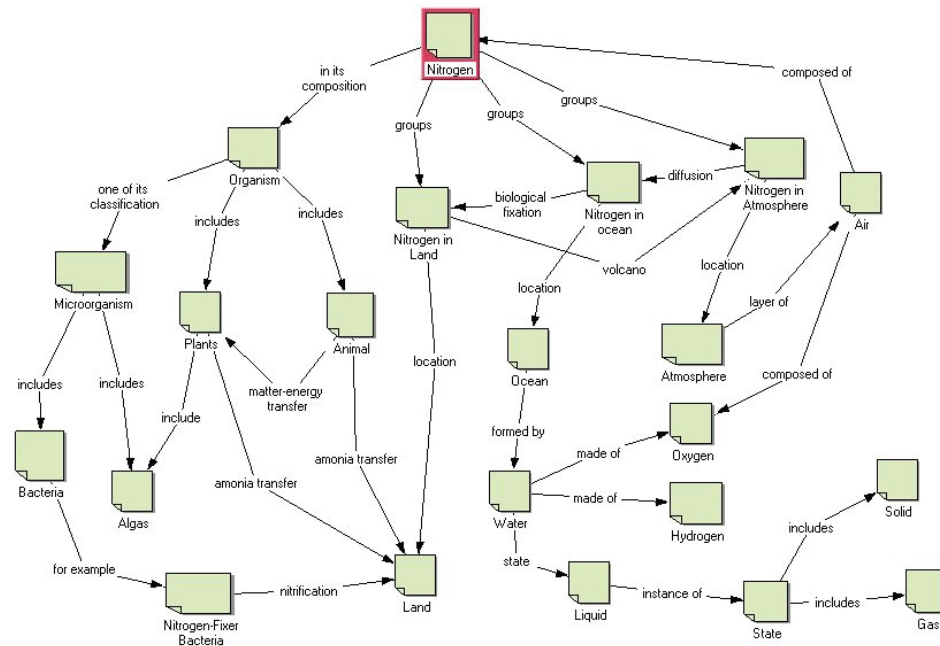 Nitrogen
in its
composition
composed of
groups
groups
groups
Organism
diffusion
Nitrogen in
Atmosphere
one of its
classification
biological
fixation
Nitrogen in
ocean
Air
includes
includes
Nitrogen in
Land
volcano
location
Microorganism
location
layer of
Plants
Animal
location
Ocean
Atmosphere
composed of
includes
includes
matter-energy
transfer
include
formed by
amonia transfer
made of
Oxygen
Bacteria
Algas
amonia transfer
Water
made of
Hydrogen
includes
Solid
for example
state
Nitrogen-Fixer
Bacteria
nitrification
Land
Liquid
instance of
State
includes
Gas